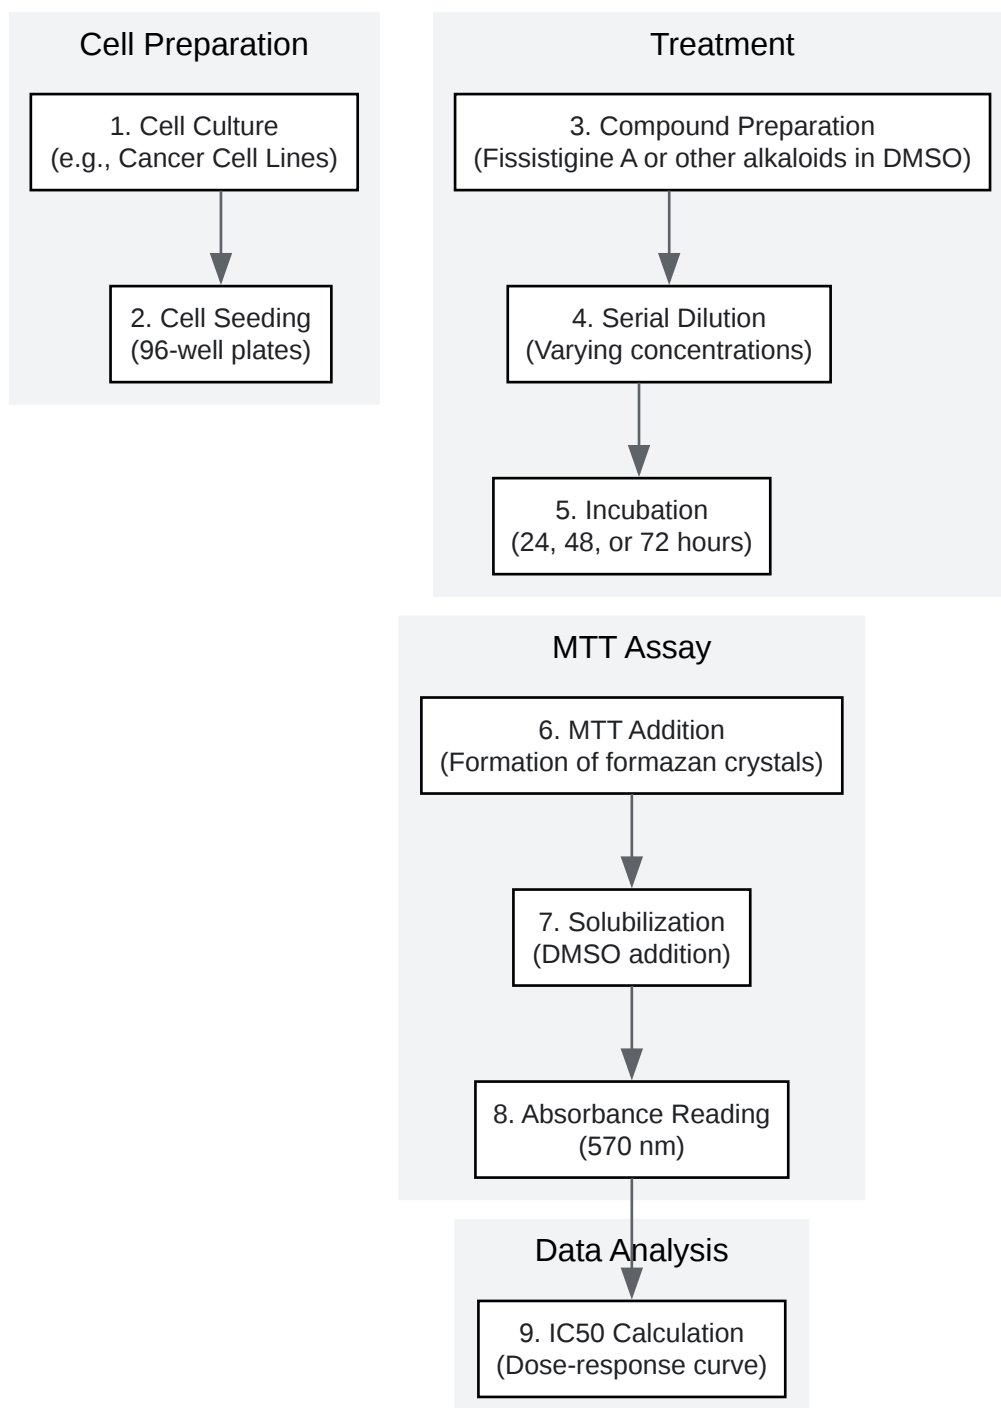 Cell Preparation
1. Cell Culture
(e.g., Cancer Cell Lines)
2. Cell Seeding
(96-well plates)
Treatment
3. Compound Preparation
(Fissistigine A or other alkaloids in DMSO)
4. Serial Dilution
(Varying concentrations)
5. Incubation
(24, 48, or 72 hours)
MTT Assay
6. MTT Addition
(Formation of formazan crystals)
7. Solubilization
(DMSO addition)
8. Absorbance Reading
(570 nm)
Data Analysis
9. IC50 Calculation
(Dose-response curve)